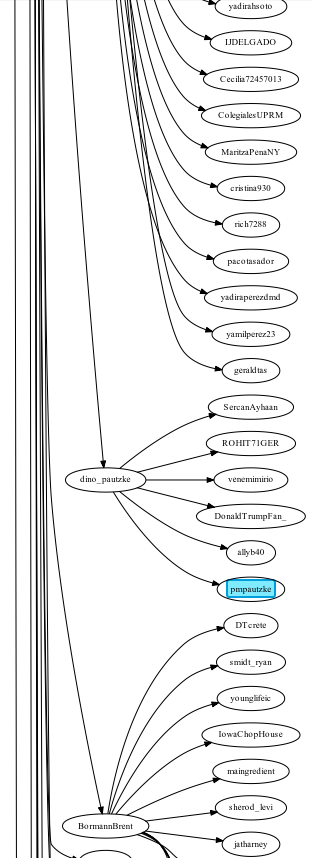 yadirahsoto
IJDELGADO
Cecilia72457013
ColegialesUPRM
MaritzaPenaNY
cristina930
rich7288
pacotasador
yadiraperezdmd
yamilperez23
geraldtas
SercanAyhaan
ROHIT71GER
dino_pautzke
venemimirio
DonaldTrumpFan_
allyb40
pmpautzke
DTcrete
smidt_ryan
younglifeic
IowaChopHouse
maingredient
sherod_levi
BormannBrent
jatharney